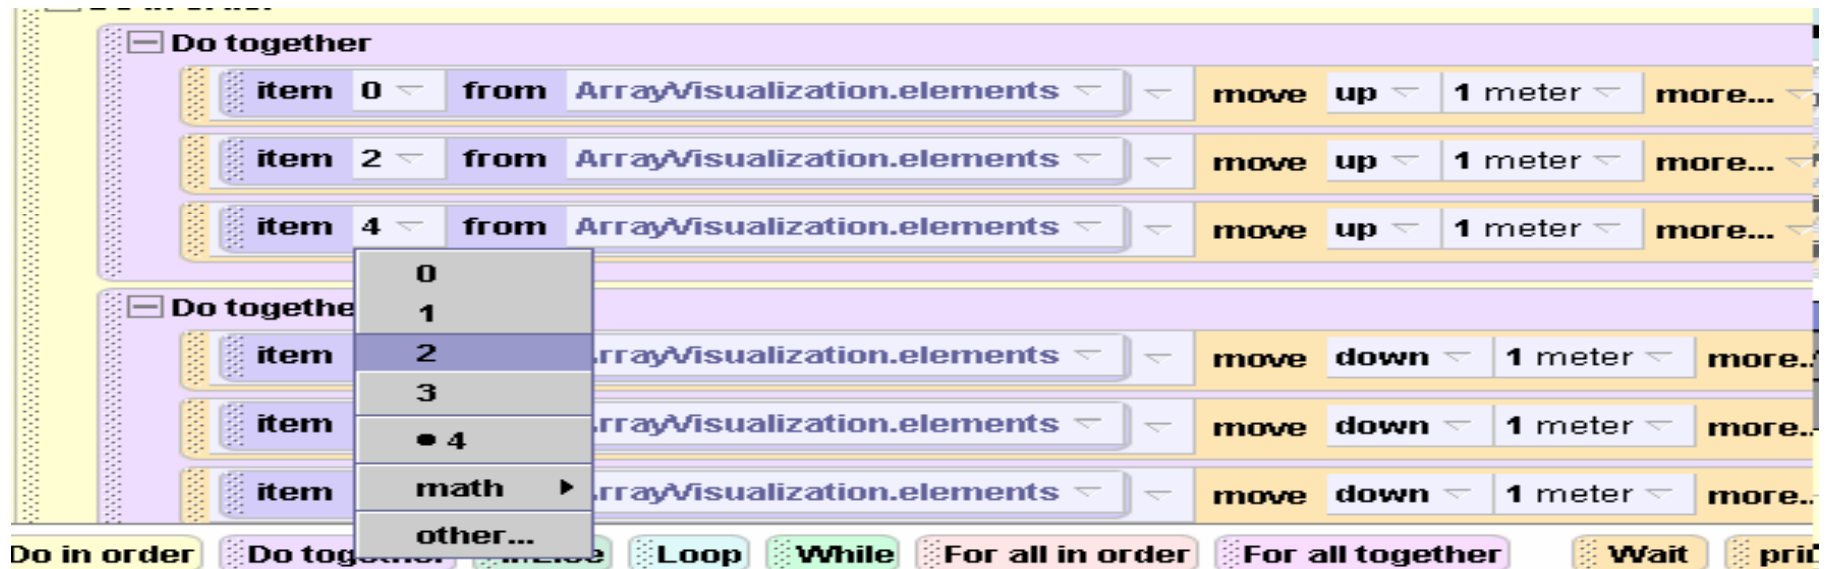 Do together
item 0 from ArrayVisualization.elements move up 1 meter more...
item 2 from ArrayVisualization.elements move up 1 meter more...
item 4 from ArrayVisualization.elements move up 1 meter more...
0
Do togethe
1
item rrayVisualization.elements move down 1 meter more..
2
3
item rrayVisualization.elements move down 1 meter more..
4
item math rrayVisualization.elements move down 1 meter more..
other...
Do in order Do tog Loop While For all in order For all together Wait prin